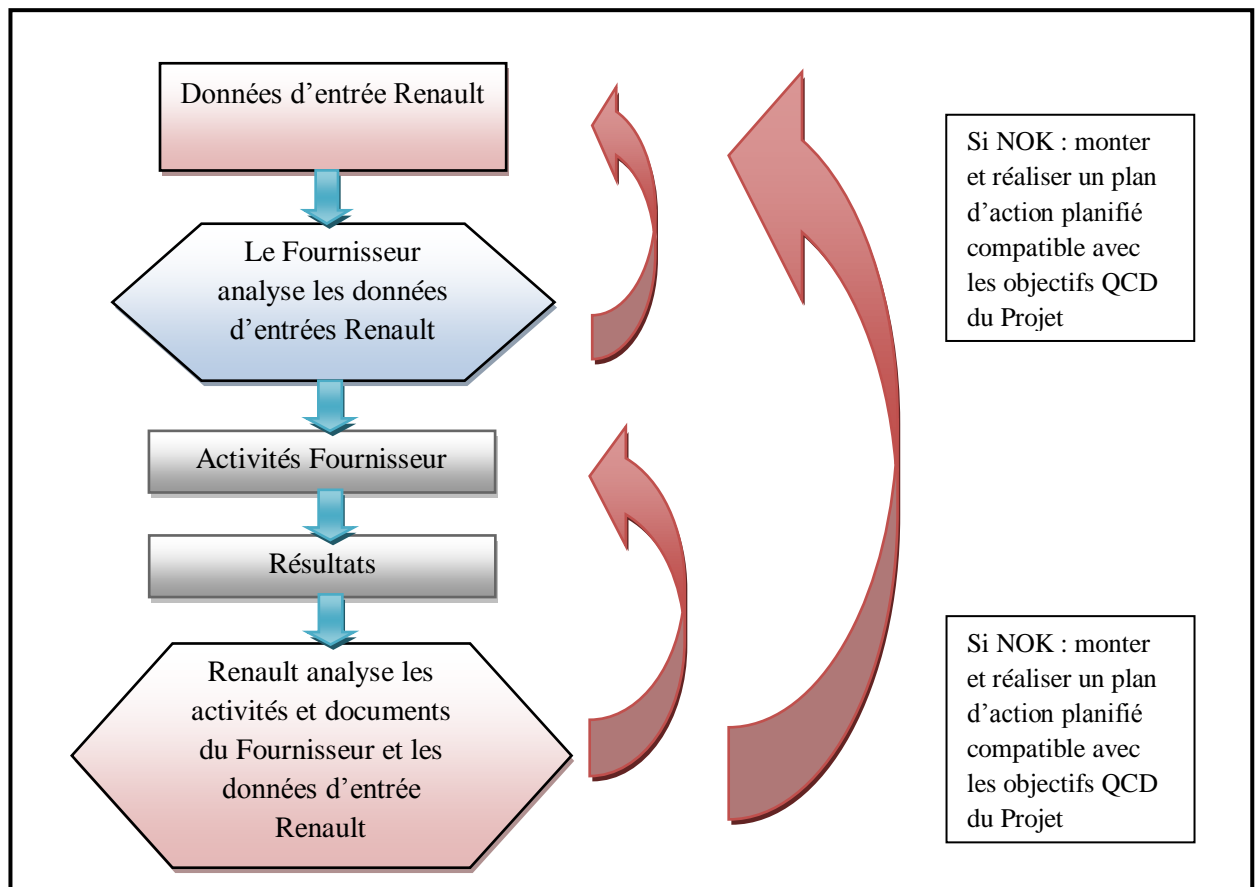 Données d’entrée Renault
Si NOK : monter
et réaliser un plan
d’action planifié
compatible avec
les objectifs QCD
du Projet
Le Fournisseur
analyse les données
d’entrées Renault
Activités Fournisseur
Résultats
Renault analyse les
activités et documents
du Fournisseur et les
données d’entrée
Renault
Si NOK : monter
et réaliser un plan
d’action planifié
compatible avec
les objectifs QCD
du Projet